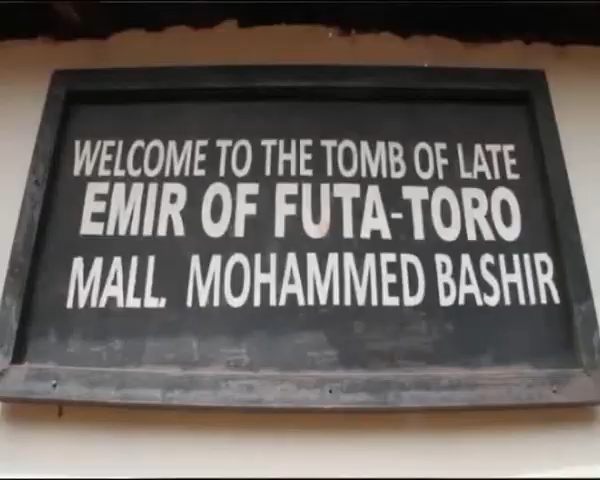 WELCOME TO THE TOMB OF LATE
EMIR OF FUTA-TORO
MALL. MOHAMMED BASHIR